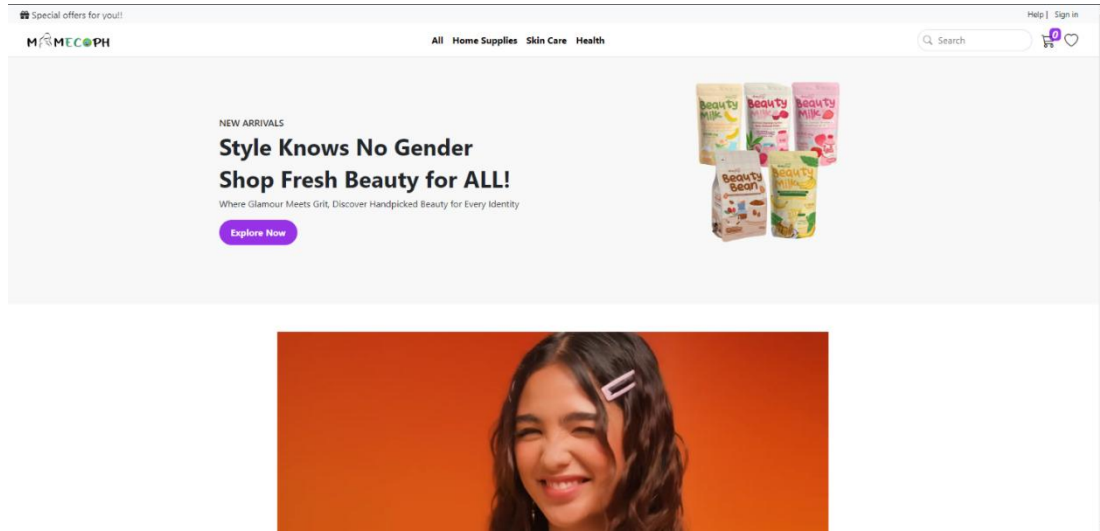 Special offers for you!!
Help | Sign in
MAMECOPH
All Home Supplies Skin Care Health
Search
0
NEW ARRIVALS
Style Knows No Gender
Shop Fresh Beauty for ALL!
Where Glamour Meets Grit, Discover Handpicked Beauty for Every Identity
Explore Now
Beauty Milk
Beauty Milk
Beauty Milk
Beauty Bean
Beauty Milk